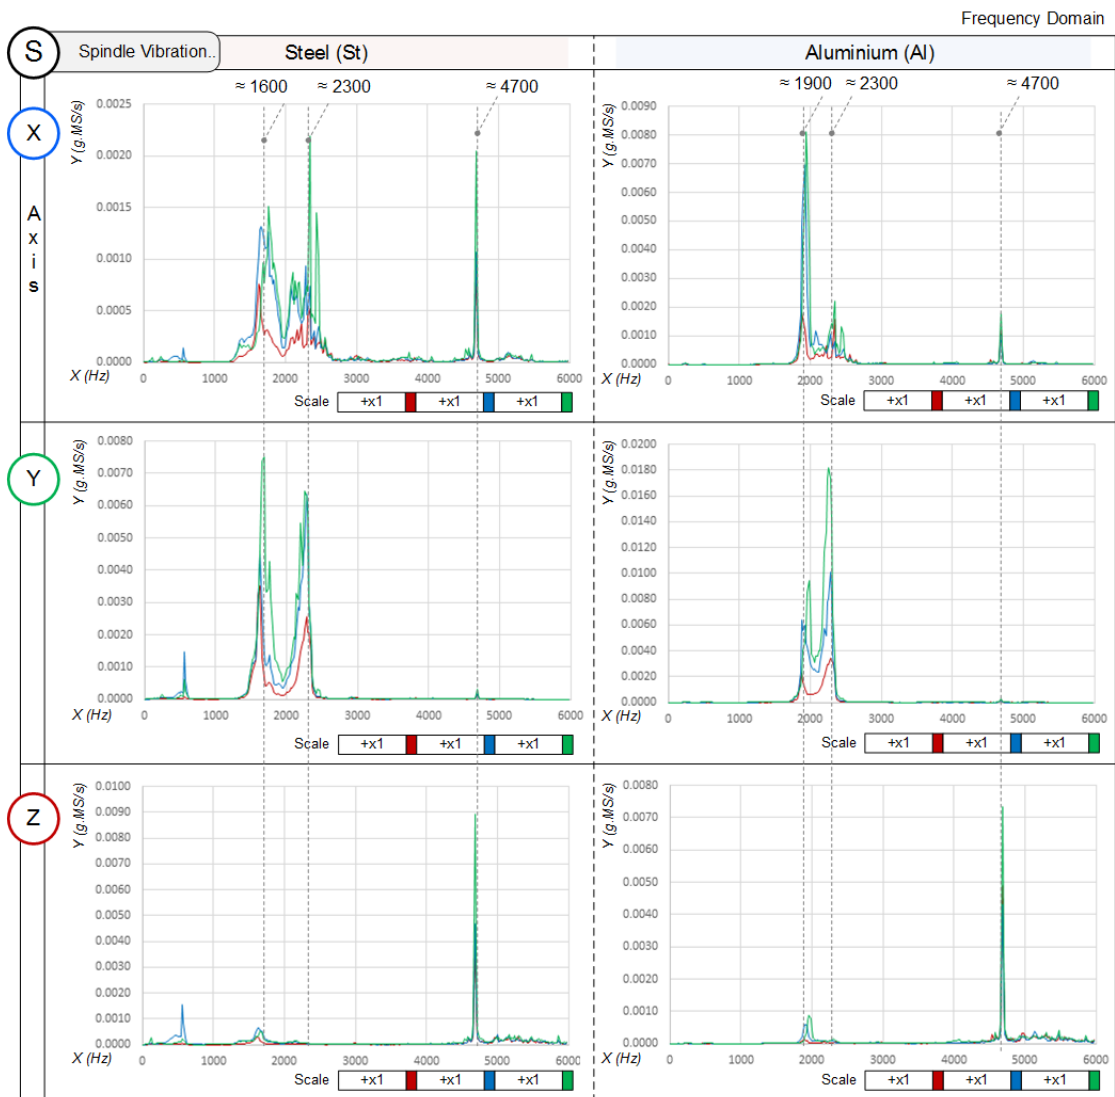 Frequency Domain
S Spindle Vibration.. Steel (St) Aluminium (Al)
≈ 1600 ≈ 2300 ≈ 4700 ≈ 1900 ≈ 2300 ≈ 4700
X
Axis
Y (g.MS/s)
0.0025
0.0020
0.0015
0.0010
0.0005
0.0000
X (Hz) 0 1000 2000 3000 4000 5000 6000
Scale +x1 +x1 +x1
Y (g.MS/s)
0.0090
0.0080
0.0070
0.0060
0.0050
0.0040
0.0030
0.0020
0.0010
0.0000
X (Hz) 0 1000 2000 3000 4000 5000 6000
Scale +x1 +x1 +x1
Y
Y (g.MS/s)
0.0080
0.0070
0.0060
0.0050
0.0040
0.0030
0.0020
0.0010
0.0000
X (Hz) 0 1000 2000 3000 4000 5000 6000
Scale +x1 +x1 +x1
Y (g.MS/s)
0.0200
0.0180
0.0160
0.0140
0.0120
0.0100
0.0080
0.0060
0.0040
0.0020
0.0000
X (Hz) 0 1000 2000 3000 4000 5000 6000
Scale +x1 +x1 +x1
Z
Y (g.MS/s)
0.0100
0.0090
0.0080
0.0070
0.0060
0.0050
0.0040
0.0030
0.0020
0.0010
0.0000
X (Hz) 0 1000 2000 3000 4000 5000 6000
Scale +x1 +x1 +x1
Y (g.MS/s)
0.0080
0.0070
0.0060
0.0050
0.0040
0.0030
0.0020
0.0010
0.0000
X (Hz) 0 1000 2000 3000 4000 5000 6000
Scale +x1 +x1 +x1